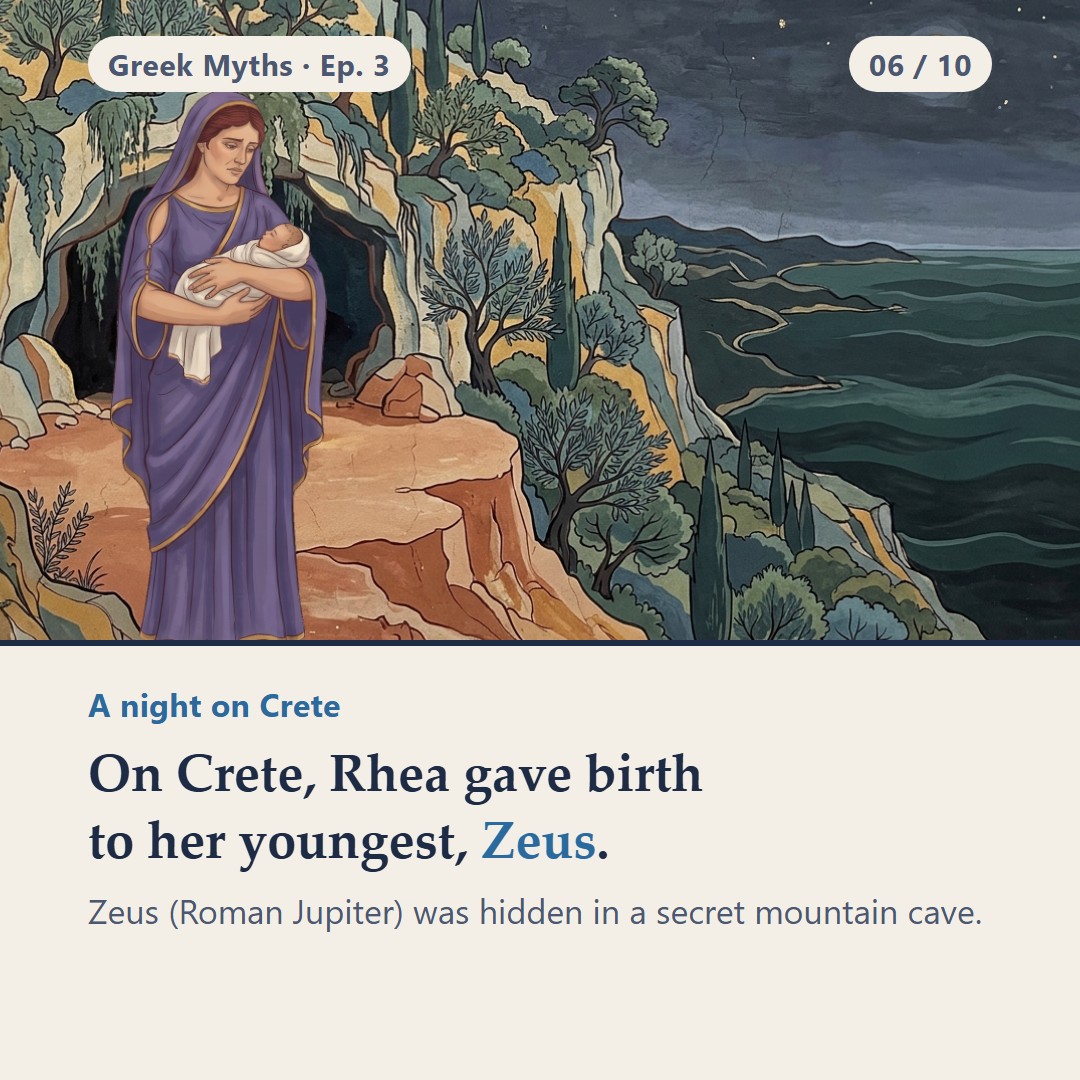 Greek Myths · Ep. 3
06 / 10
A night on Crete
On Crete, Rhea gave birth
to her youngest, Zeus.
Zeus (Roman Jupiter) was hidden in a secret mountain cave.